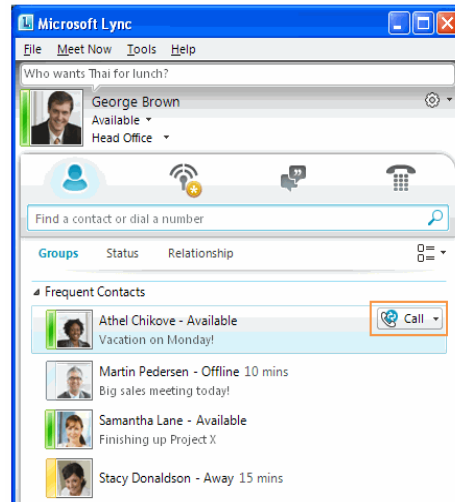 Microsoft Lync
File Meet Now Tools Help
Who wants Thai for lunch?
George Brown
Available
Head Office
Find a contact or dial a number
Groups Status Relationship
Frequent Contacts
Athel Chikove - Available
Call
Vacation on Monday!
Martin Pedersen - Offline 10 mins
Big sales meeting today!
Samantha Lane - Available
Finishing up Project X
Stacy Donaldson - Away 15 mins